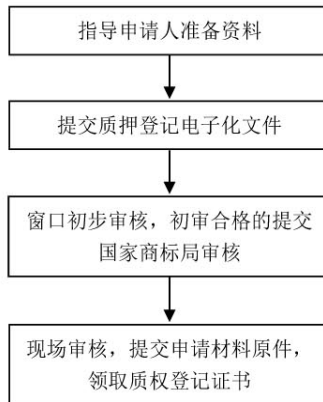 指导申请人准备资料
提交质押登记电子化文件
窗口初步审核，初审合格的提交
国家商标局审核
现场审核，提交申请材料原件，
领取质权登记证书